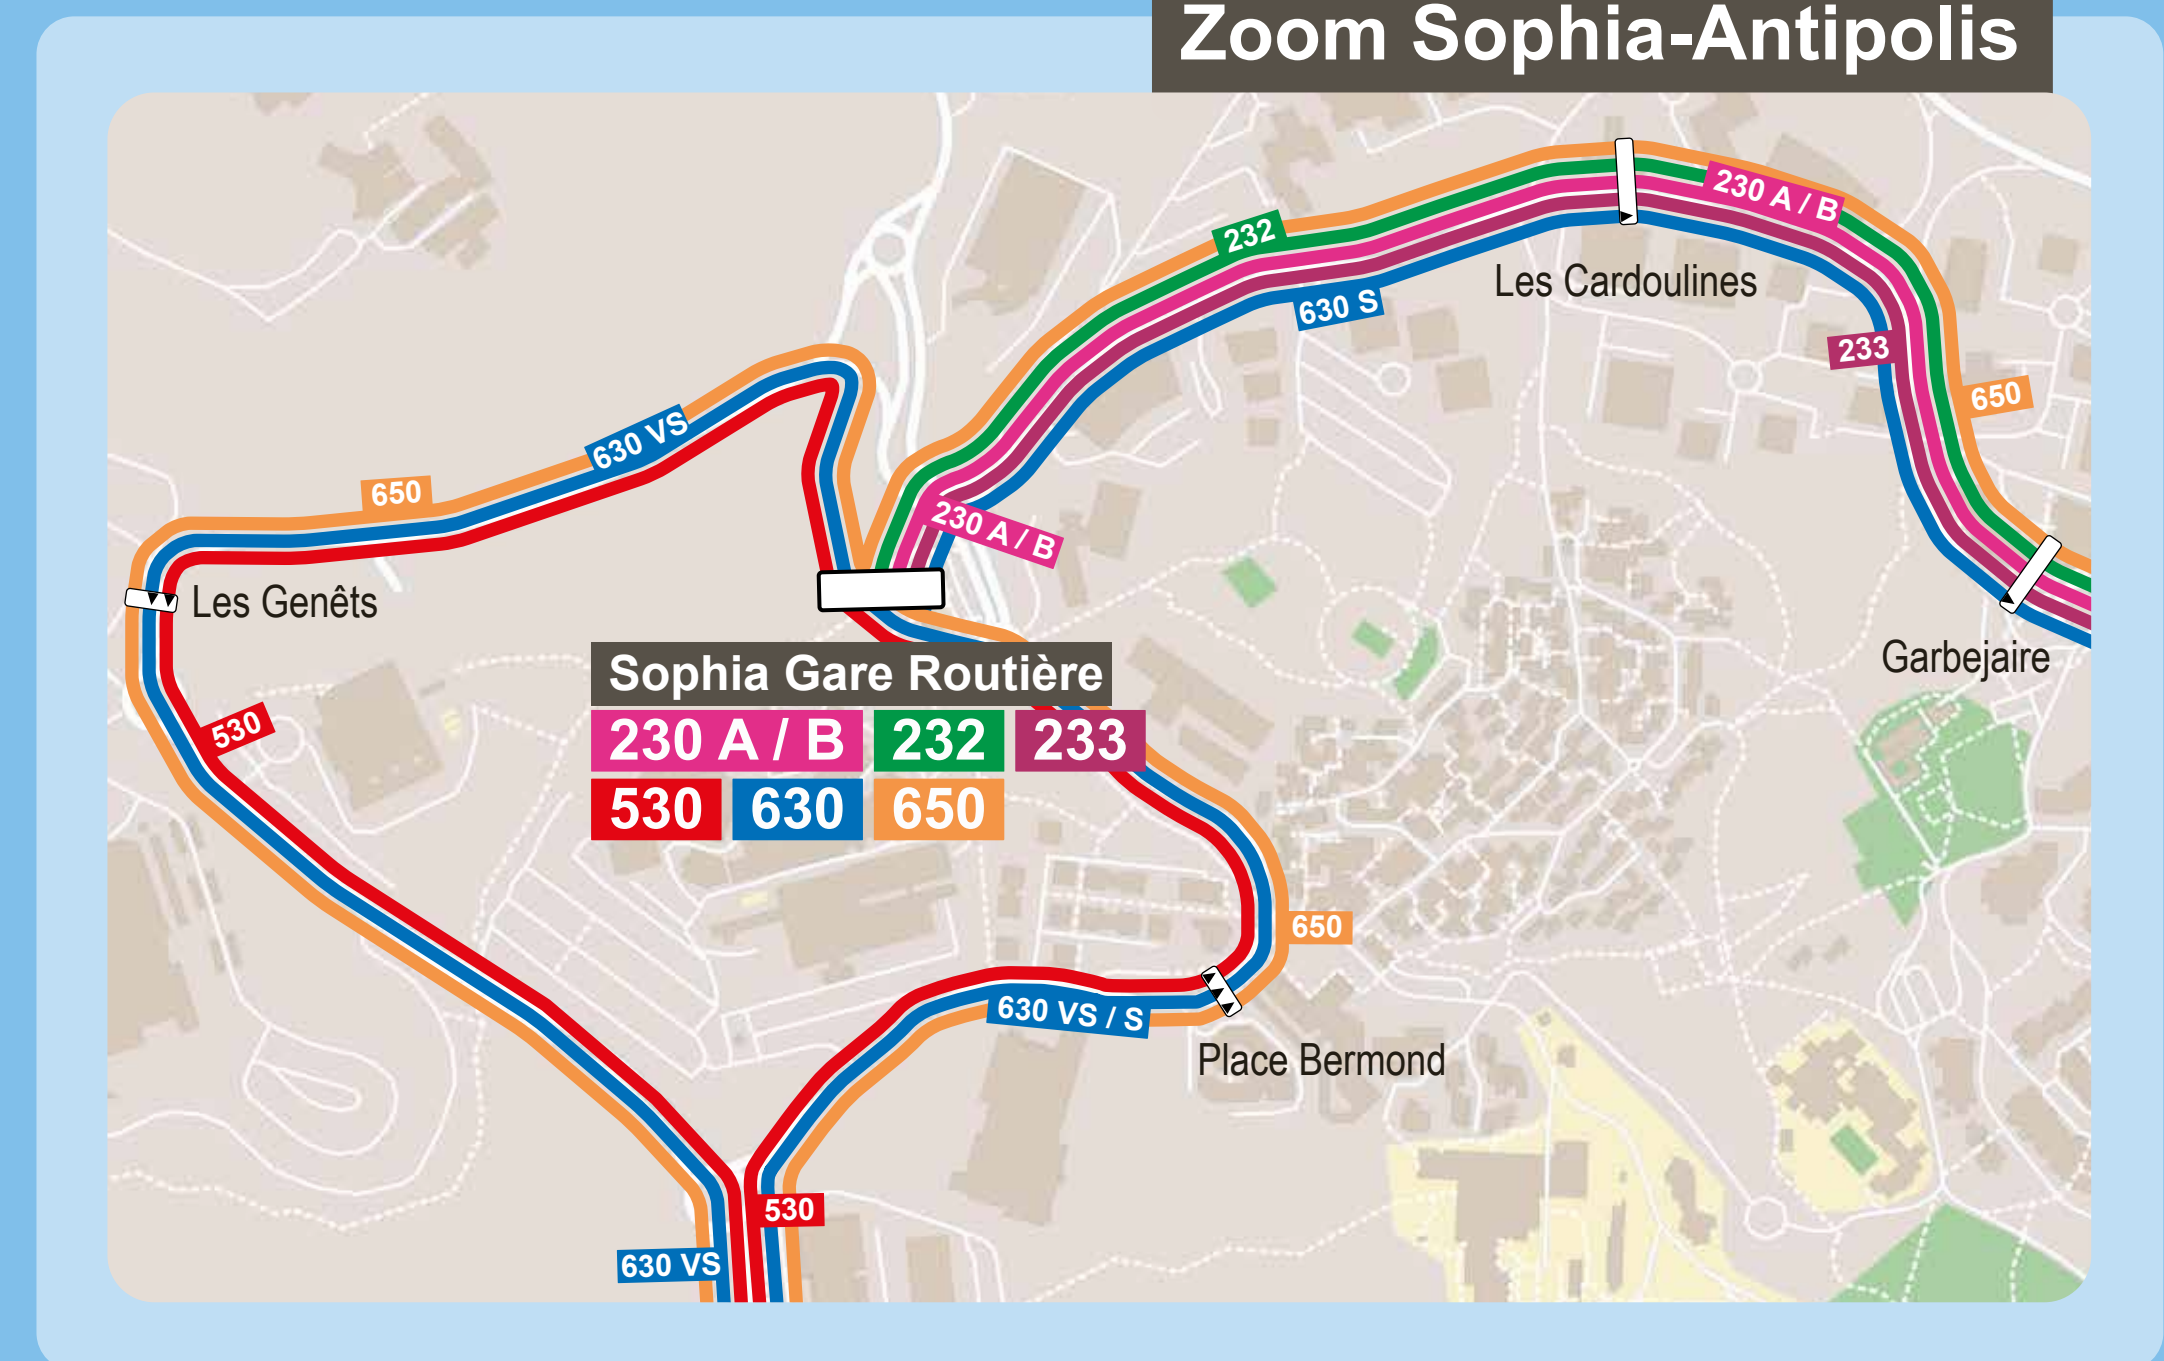 Zoom Sophia-Antipolis
230 A / B
232
Les Cardoulines
630 S
233
650
630 VS
650
230 A / B
Les Genêts
Garbejaire
Sophia Gare Routière
530
230 A / B 232 233
530 630 650
650
630 VS / S
Place Bermond
530
630 VS